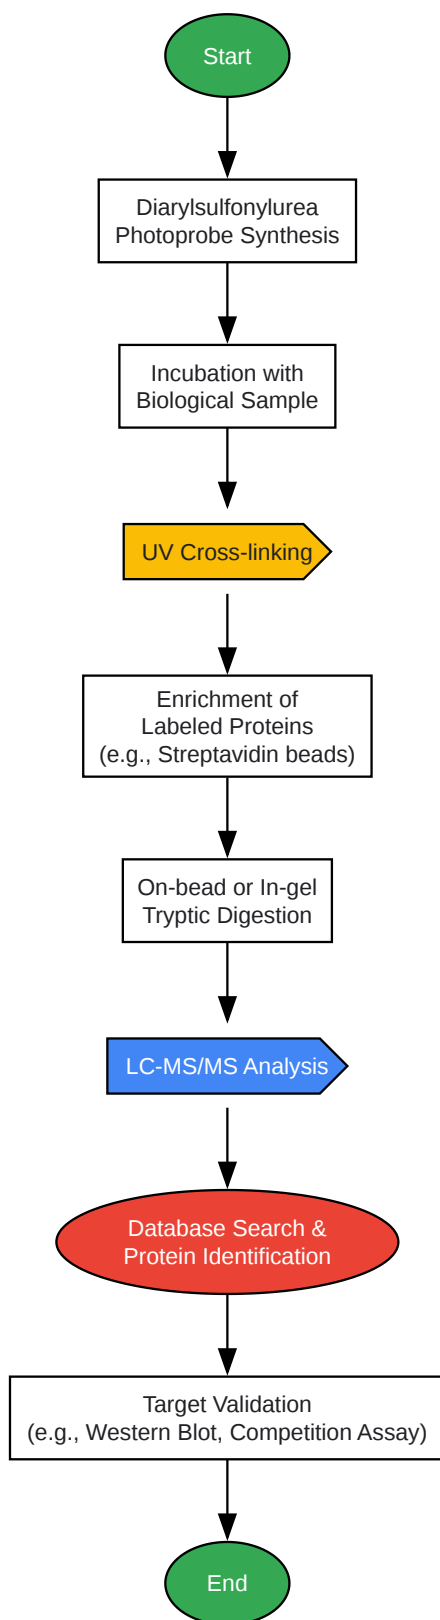 Start
Diarylsulfonylurea
Photoprobe Synthesis
Incubation with
Biological Sample
UV Cross-linking
Enrichment of
Labeled Proteins
(e.g., Streptavidin beads)
On-bead or In-gel
Tryptic Digestion
LC-MS/MS Analysis
Database Search &
Protein Identification
Target Validation
(e.g., Western Blot, Competition Assay)
End